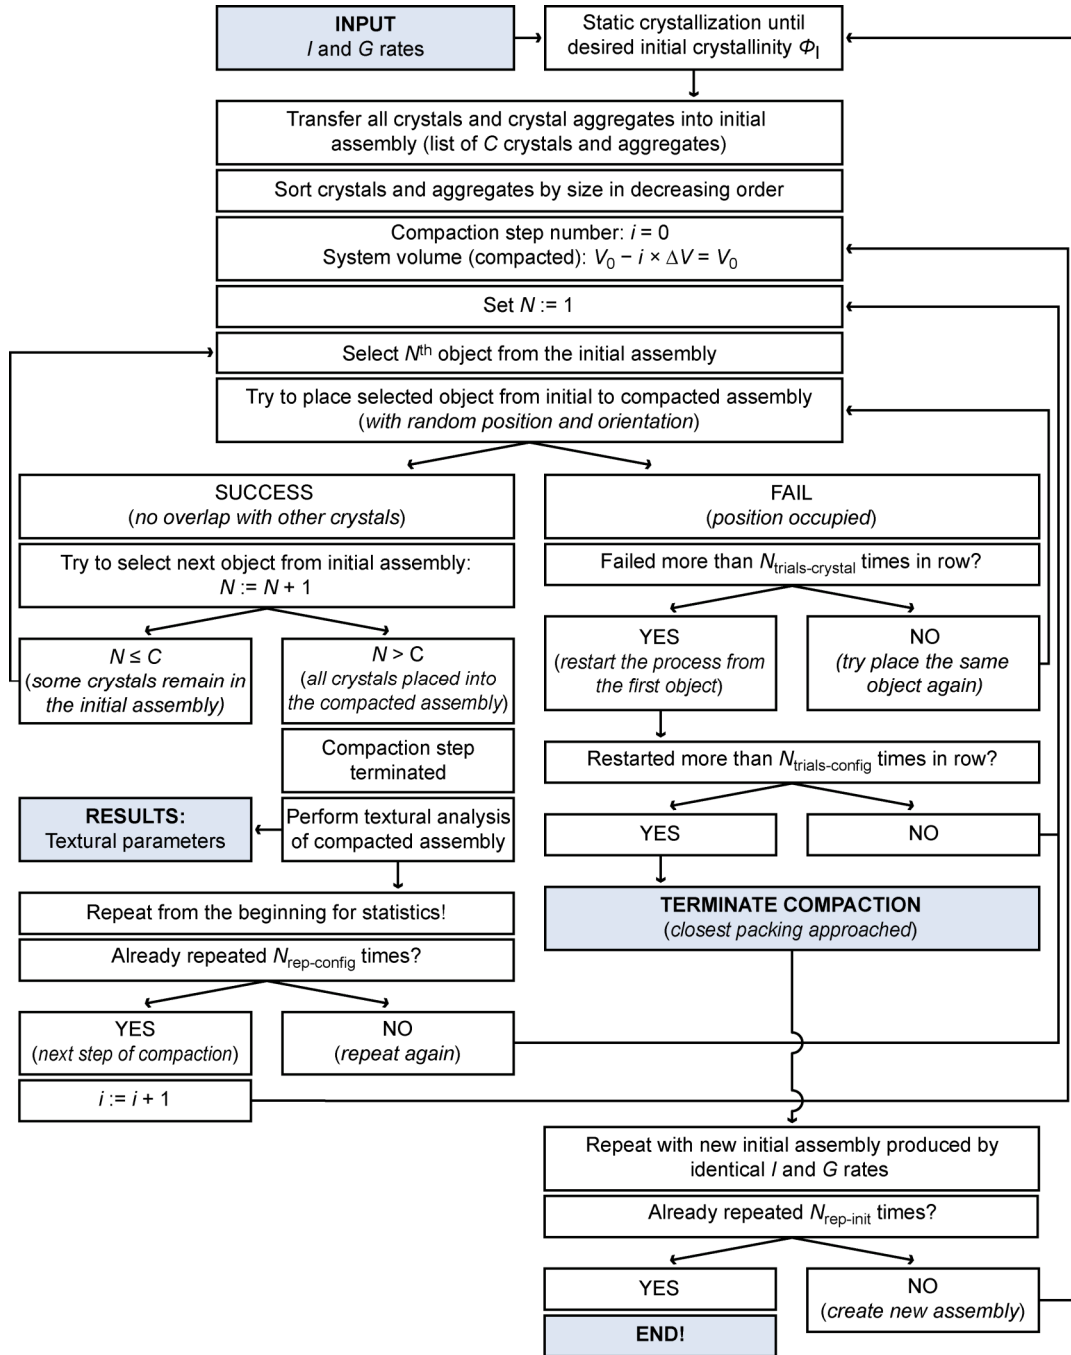 INPUT
I and G rates
Static crystallization until
desired initial crystallinity ΦI
Transfer all crystals and crystal aggregates into initial
assembly (list of C crystals and aggregates)
Sort crystals and aggregates by size in decreasing order
Compaction step number: i = 0
System volume (compacted): V0 − i × ΔV = V0
Set N := 1
Select Nth object from the initial assembly
Try to place selected object from initial to compacted assembly
(with random position and orientation)
SUCCESS
(no overlap with other crystals)
Try to select next object from initial assembly:
N := N + 1
N ≤ C
(some crystals remain in
the initial assembly)
N > C
(all crystals placed into
the compacted assembly)
Compaction step
terminated
Perform textural analysis
of compacted assembly
RESULTS:
Textural parameters
Repeat from the beginning for statistics!
Already repeated Nrep-config times?
YES
(next step of compaction)
NO
(repeat again)
i := i + 1
FAIL
(position occupied)
Failed more than Ntrials-crystal times in row?
YES
(restart the process from
the first object)
NO
(try place the same
object again)
Restarted more than Ntrials-config times in row?
YES
NO
TERMINATE COMPACTION
(closest packing approached)
Repeat with new initial assembly produced by
identical I and G rates
Already repeated Nrep-init times?
YES
NO
(create new assembly)
END!